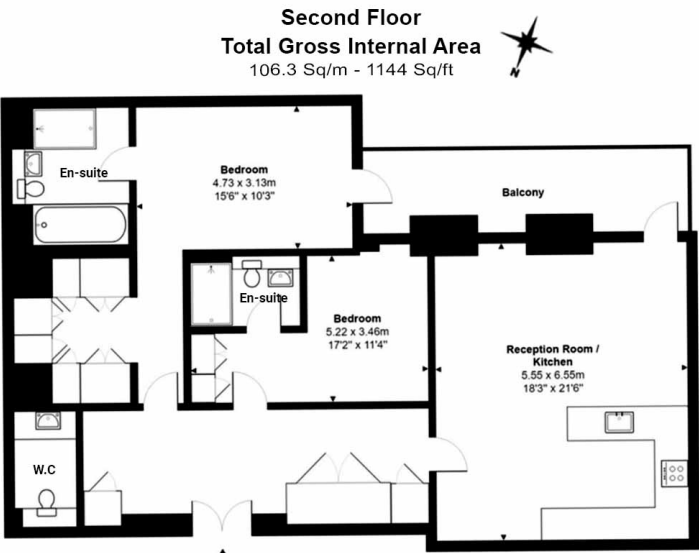 Second Floor
Total Gross Internal Area
106.3 Sq/m - 1144 Sq/ft
N
En-suite
Bedroom
4.73 x 3.13m
15'6" x 10'3"
Balcony
En-suite
Bedroom
5.22 x 3.46m
17'2" x 11'4"
Reception Room /
Kitchen
5.55 x 6.55m
18'3" x 21'6"
W.C